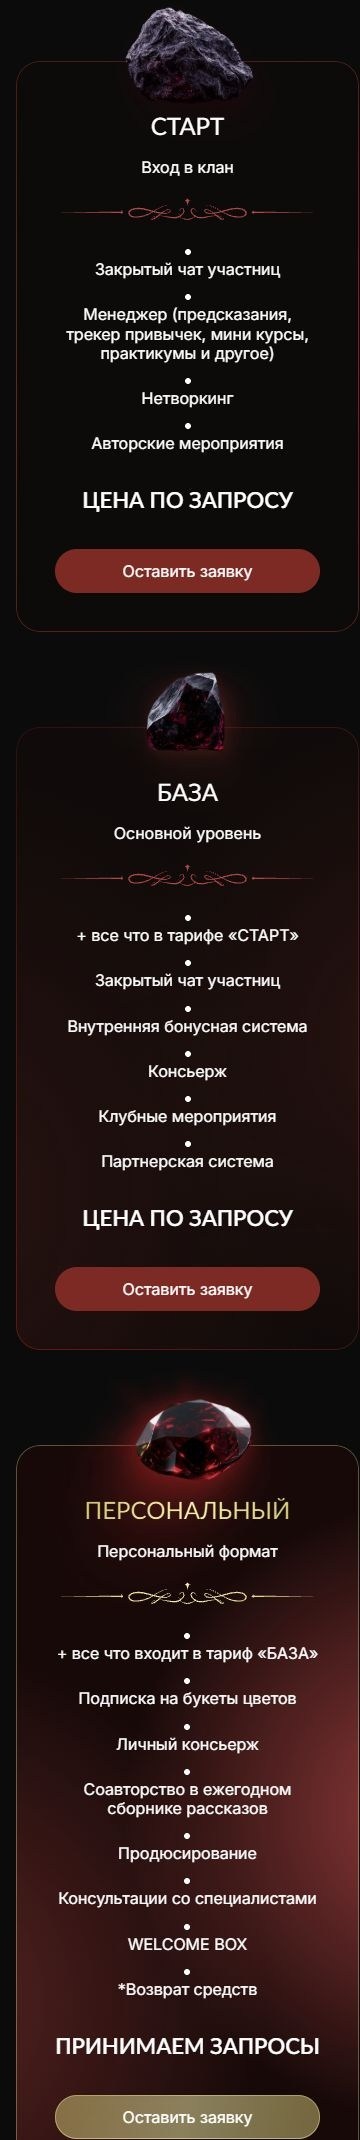 СТАРТ
Вход в клан
• Закрытый чат участниц
• Менеджер (предсказания,
трекер привычек, мини курсы,
практикумы и другое)
• Нетворкинг
• Авторские мероприятия
ЦЕНА ПО ЗАПРОСУ
Оставить заявку
БАЗА
Основной уровень
• + все что в тарифе «СТАРТ»
• Закрытый чат участниц
• Внутренняя бонусная система
• Консьерж
• Клубные мероприятия
• Партнерская система
ЦЕНА ПО ЗАПРОСУ
Оставить заявку
ПЕРСОНАЛЬНЫЙ
Персональный формат
• + все что входит в тариф «БАЗА»
• Подписка на букеты цветов
• Личный консьерж
• Соавторство в ежегодном
сборнике рассказов
• Продюсирование
• Консультации со специалистами
• WELCOME BOX
• *Возврат средств
ПРИНИМАЕМ ЗАПРОСЫ
Оставить заявку